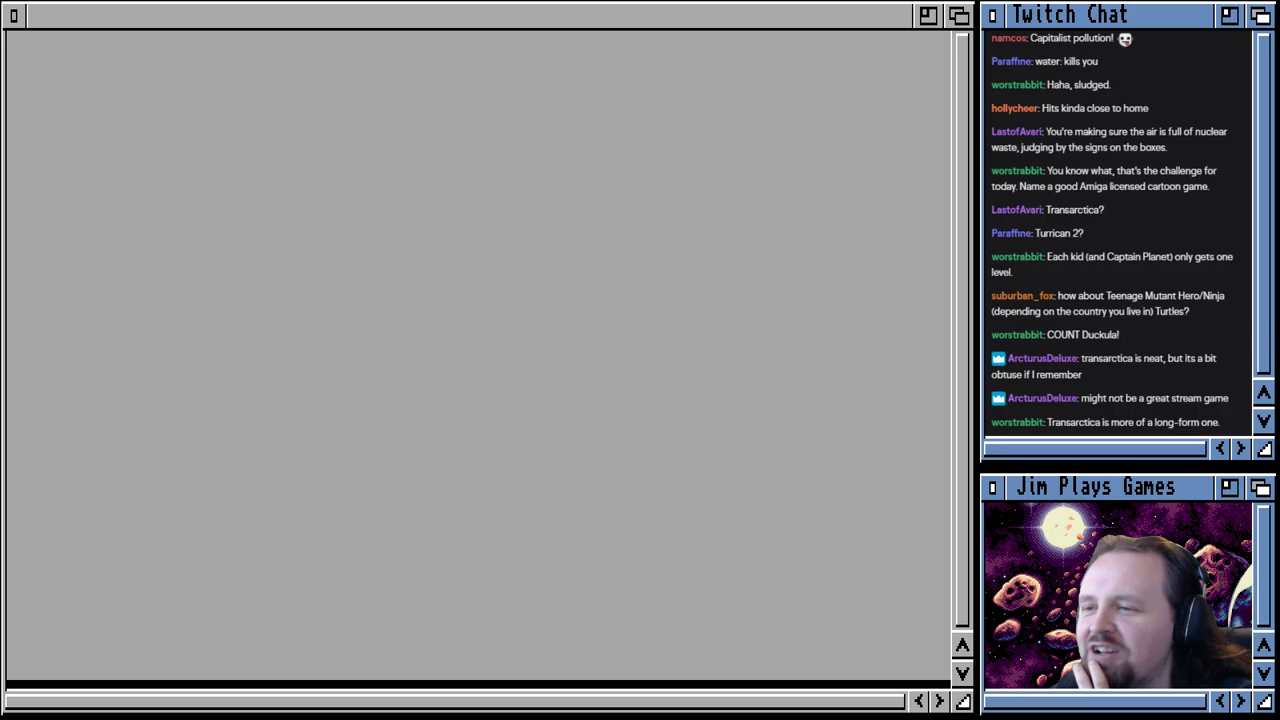 Twitch Chat
namcos: Capitalist pollution!
Paraffine: water: kills you
worstrabbit: Haha, sludged.
hollycheer: Hits kinda close to home
LastofAvari: You're making sure the air is full of nuclear
waste, judging by the signs on the boxes.
worstrabbit: You know what, that's the challenge for
today. Name a good Amiga licensed cartoon game.
LastofAvari: Transarctica?
Paraffine: Turrican 2?
worstrabbit: Each kid (and Captain Planet) only gets one
level.
suburban_fox: how about Teenage Mutant Hero/Ninja
(depending on the country you live in) Turtles?
worstrabbit: COUNT Duckula!
ArcturusDeluxe: transarctica is neat, but its a bit
obtuse if I remember
ArcturusDeluxe: might not be a great stream game
worstrabbit: Transarctica is more of a long-form one.
Jim Plays Games